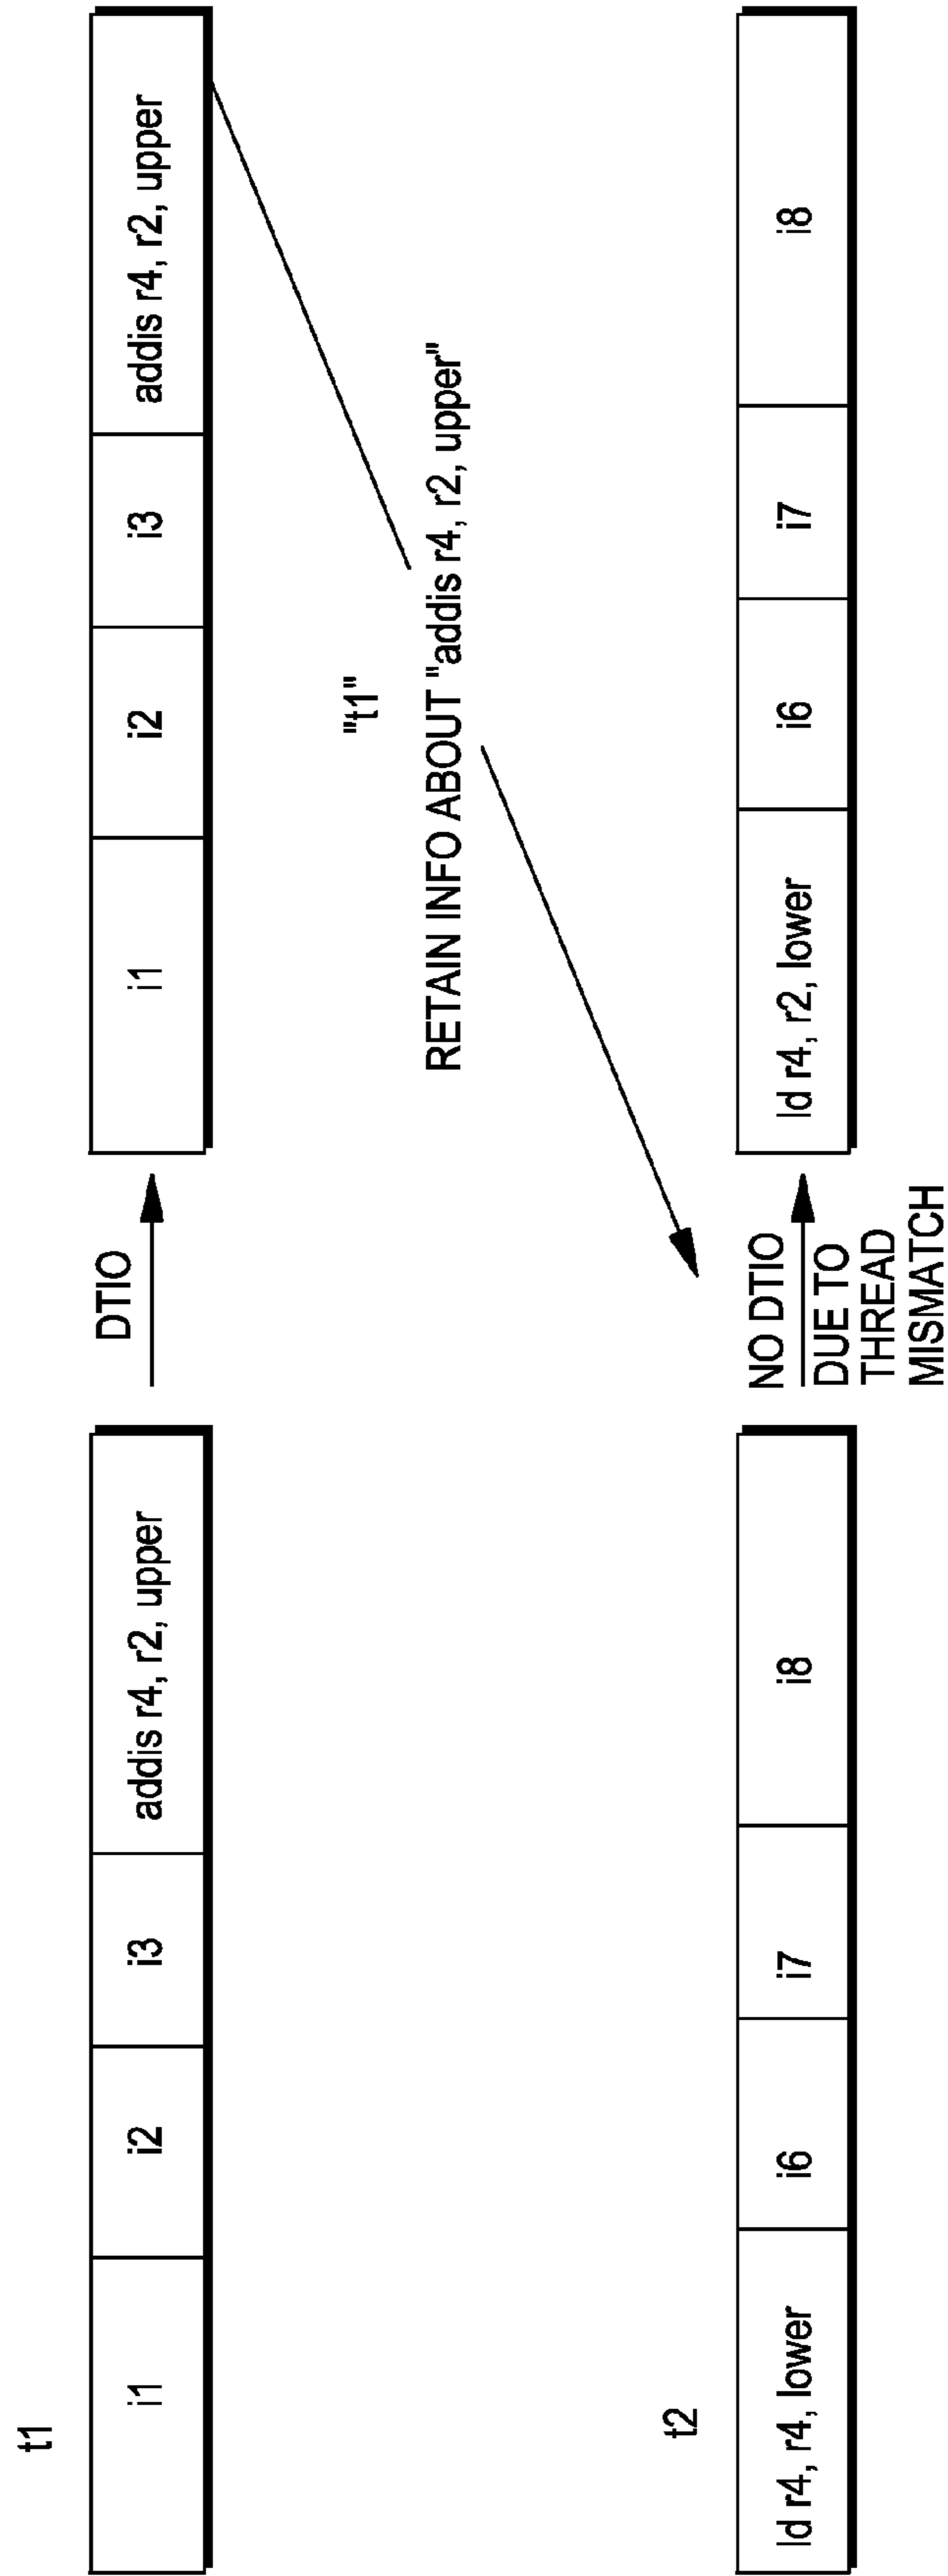 t1
i1
i2
i3
addis r4, r2, upper
DTIO
i1
i2
i3
addis r4, r2, upper
"t1"
RETAIN INFO ABOUT "addis r4, r2, upper"
t2
ld r4, r4, lower
i6
i7
i8
NO DTIO
DUE TO
THREAD
MISMATCH
ld r4, r2, lower
i6
i7
i8